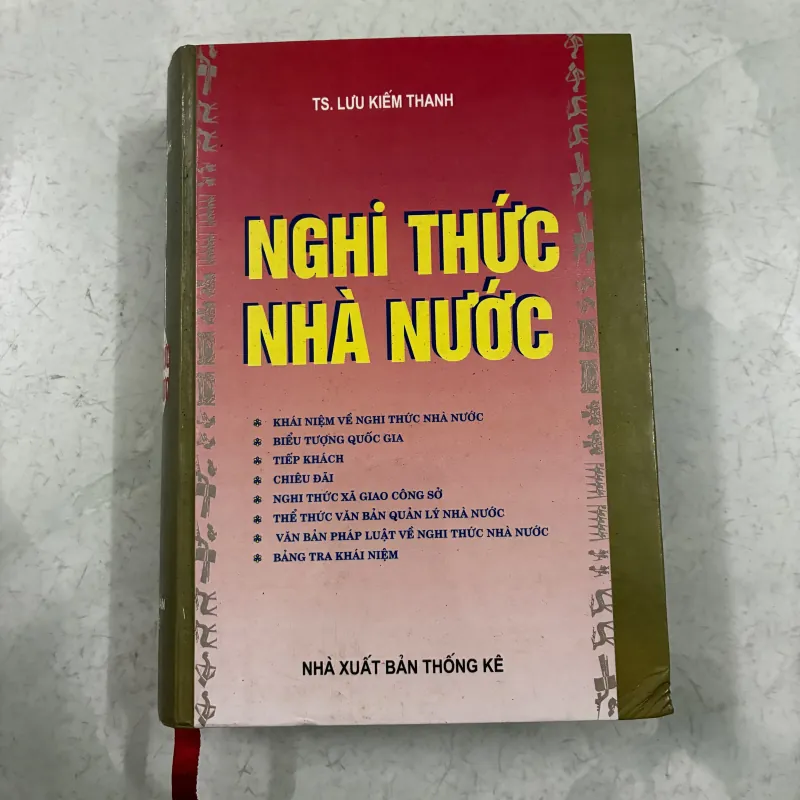 TS. LƯU KIẾM THANH
NGHI THỨC
NHÀ NƯỚC
KHÁI NIỆM VỀ NGHI THỨC NHÀ NƯỚC
BIỂU TƯỢNG QUỐC GIA
TIẾP KHÁCH
CHIÊU ĐÃI
NGHI THỨC XÃ GIAO CÔNG SỞ
THỂ THỨC VĂN BẢN QUẢN LÝ NHÀ NƯỚC
VĂN BẢN PHÁP LUẬT VỀ NGHI THỨC NHÀ NƯỚC
BẢNG TRA KHÁI NIỆM
NHÀ XUẤT BẢN THỐNG KÊ